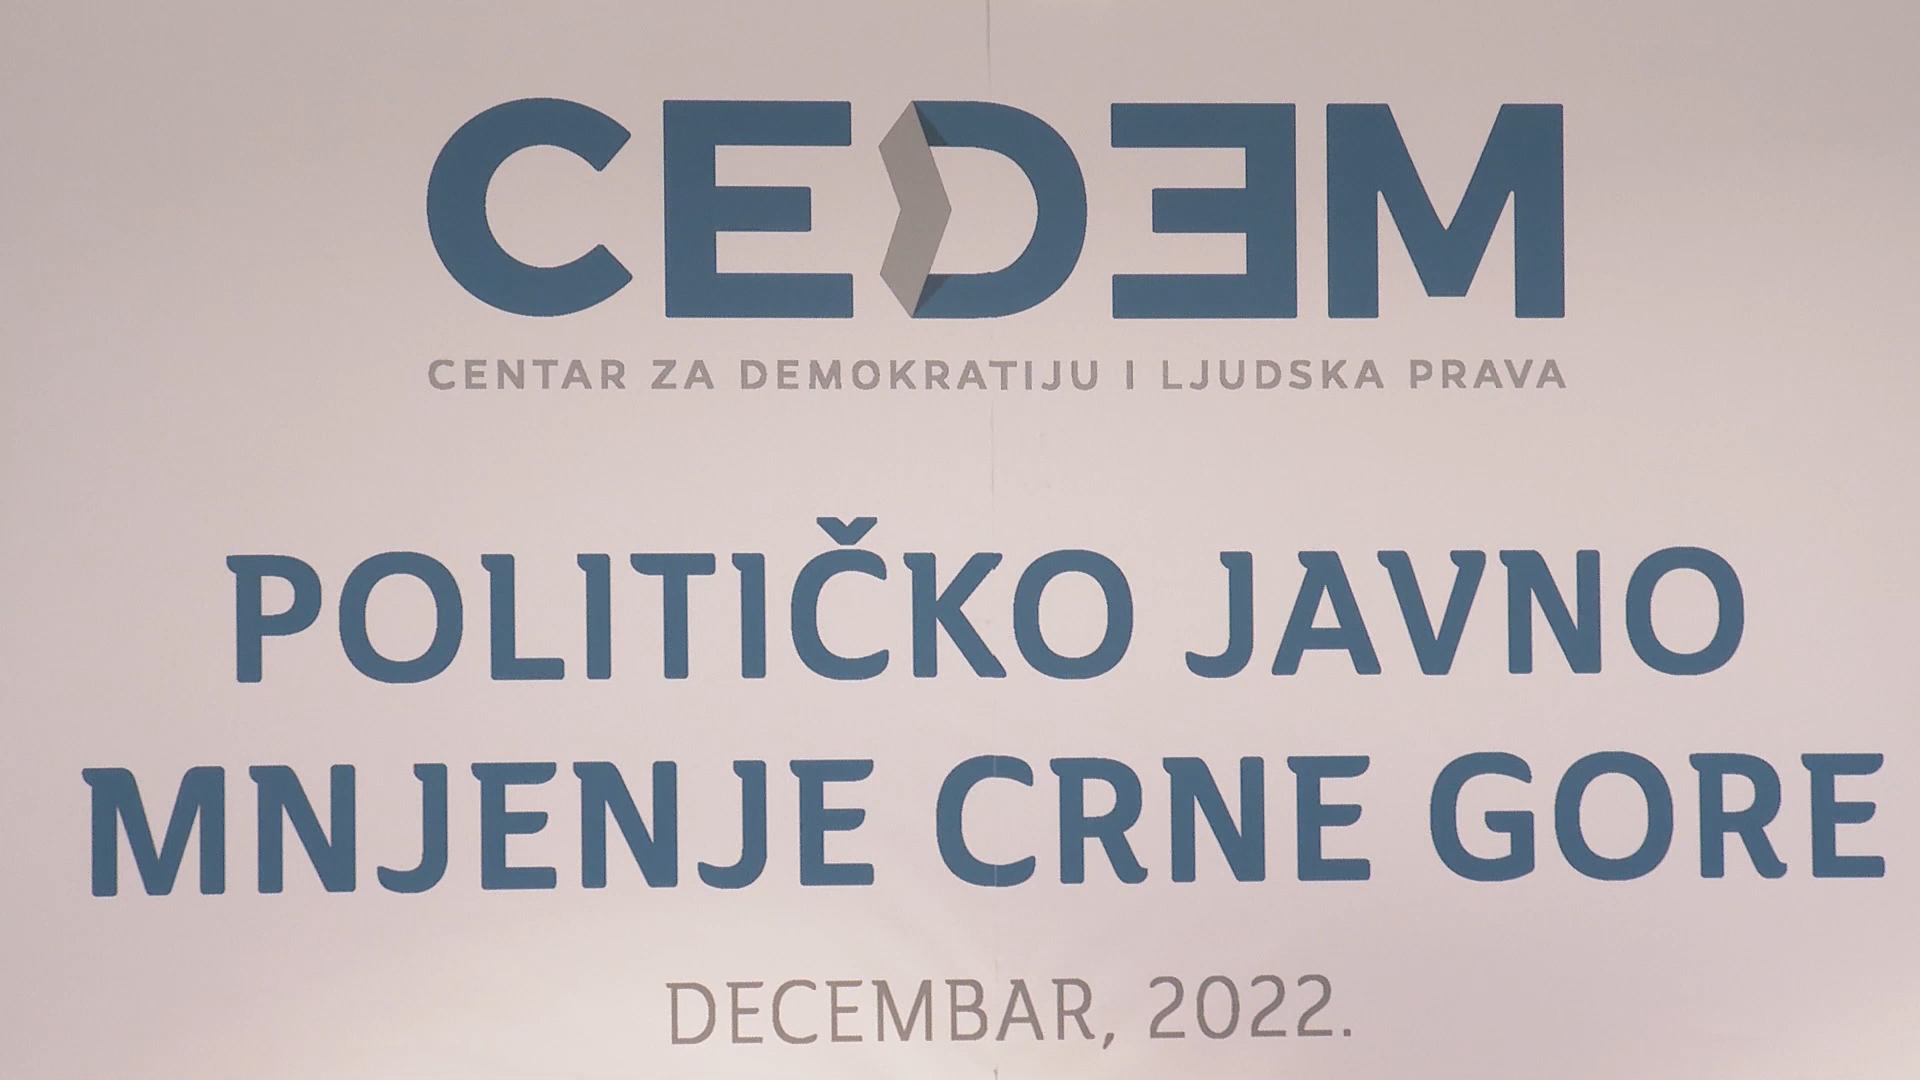 CEDEM
CENTAR ZA DEMOKRATIJU I LJUDSKA PRAVA
POLITIČKO JAVNO
MNJENJE CRNE GORE
DECEMBAR, 2022.